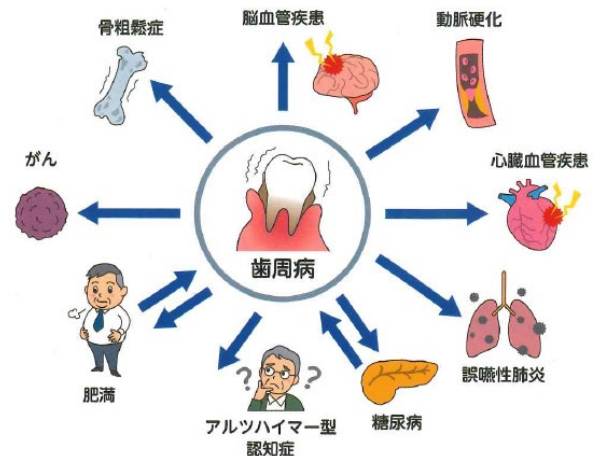 脳血管疾患
骨粗鬆症
動脈硬化
がん
心臓血管疾患
歯周病
誤嚥性肺炎
肥満
アルツハイマー型
認知症
糖尿病
? ?